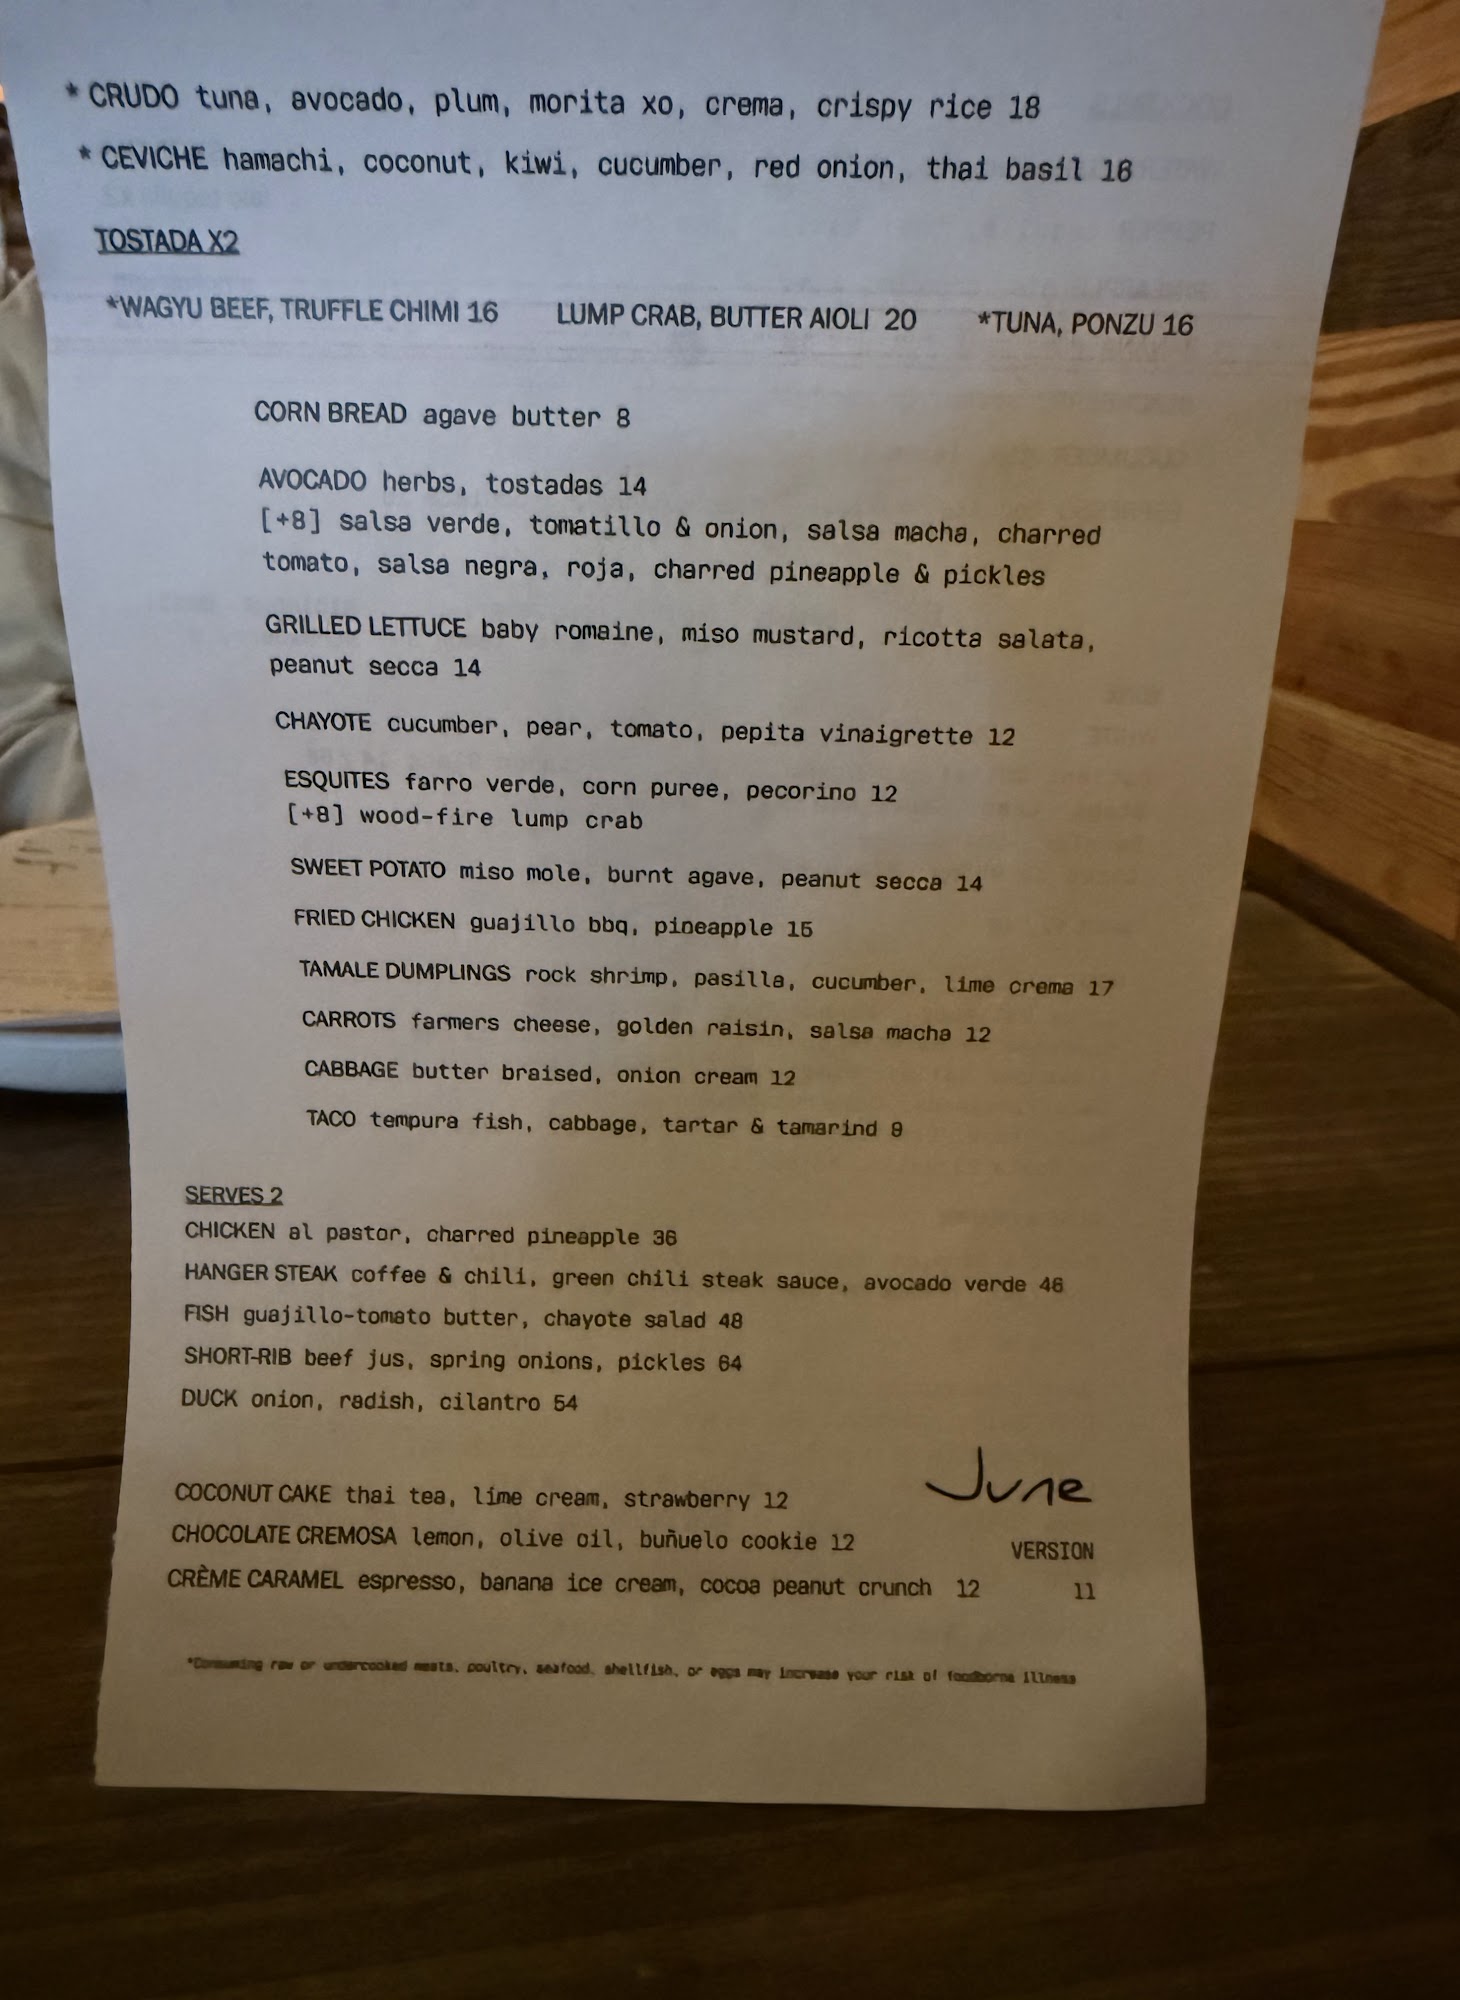 * CRUDO tuna, avocado, plum, morita xo, crema, crispy rice 18
* CEVICHE hamachi, coconut, kiwi, cucumber, red onion, thai basil 16
TOSTADA X2
*WAGYU BEEF, TRUFFLE CHIMI 16 LUMP CRAB, BUTTER AIOLI 20 *TUNA, PONZU 16
CORN BREAD agave butter 8
AVOCADO herbs, tostadas 14
[+8] salsa verde, tomatillo & onion, salsa macha, charred
tomato, salsa negra, roja, charred pineapple & pickles
GRILLED LETTUCE baby romaine, miso mustard, ricotta salata,
peanut secca 14
CHAYOTE cucumber, pear, tomato, pepita vinaigrette 12
ESQUITES farro verde, corn puree, pecorino 12
[+8] wood-fire lump crab
SWEET POTATO miso mole, burnt agave, peanut secca 14
FRIED CHICKEN guajillo bbq, pineapple 15
TAMALE DUMPLINGS rock shrimp, pasilla, cucumber, lime crema 17
CARROTS farmers cheese, golden raisin, salsa macha 12
CABBAGE butter braised, onion cream 12
TACO tempura fish, cabbage, tartar & tamarind 9
SERVES 2
CHICKEN al pastor, charred pineapple 36
HANGER STEAK coffee & chili, green chili steak sauce, avocado verde 46
FISH guajillo-tomato butter, chayote salad 48
SHORT-RIB beef jus, spring onions, pickles 64
DUCK onion, radish, cilantro 54
June
COCONUT CAKE thai tea, lime cream, strawberry 12
CHOCOLATE CREMOSA lemon, olive oil, buñuelo cookie 12 VERSION
CRÈME CARAMEL espresso, banana ice cream, cocoa peanut crunch 12 11
*Consuming raw or undercooked meats, poultry, seafood, shellfish, or eggs may increase your risk of foodborne illness